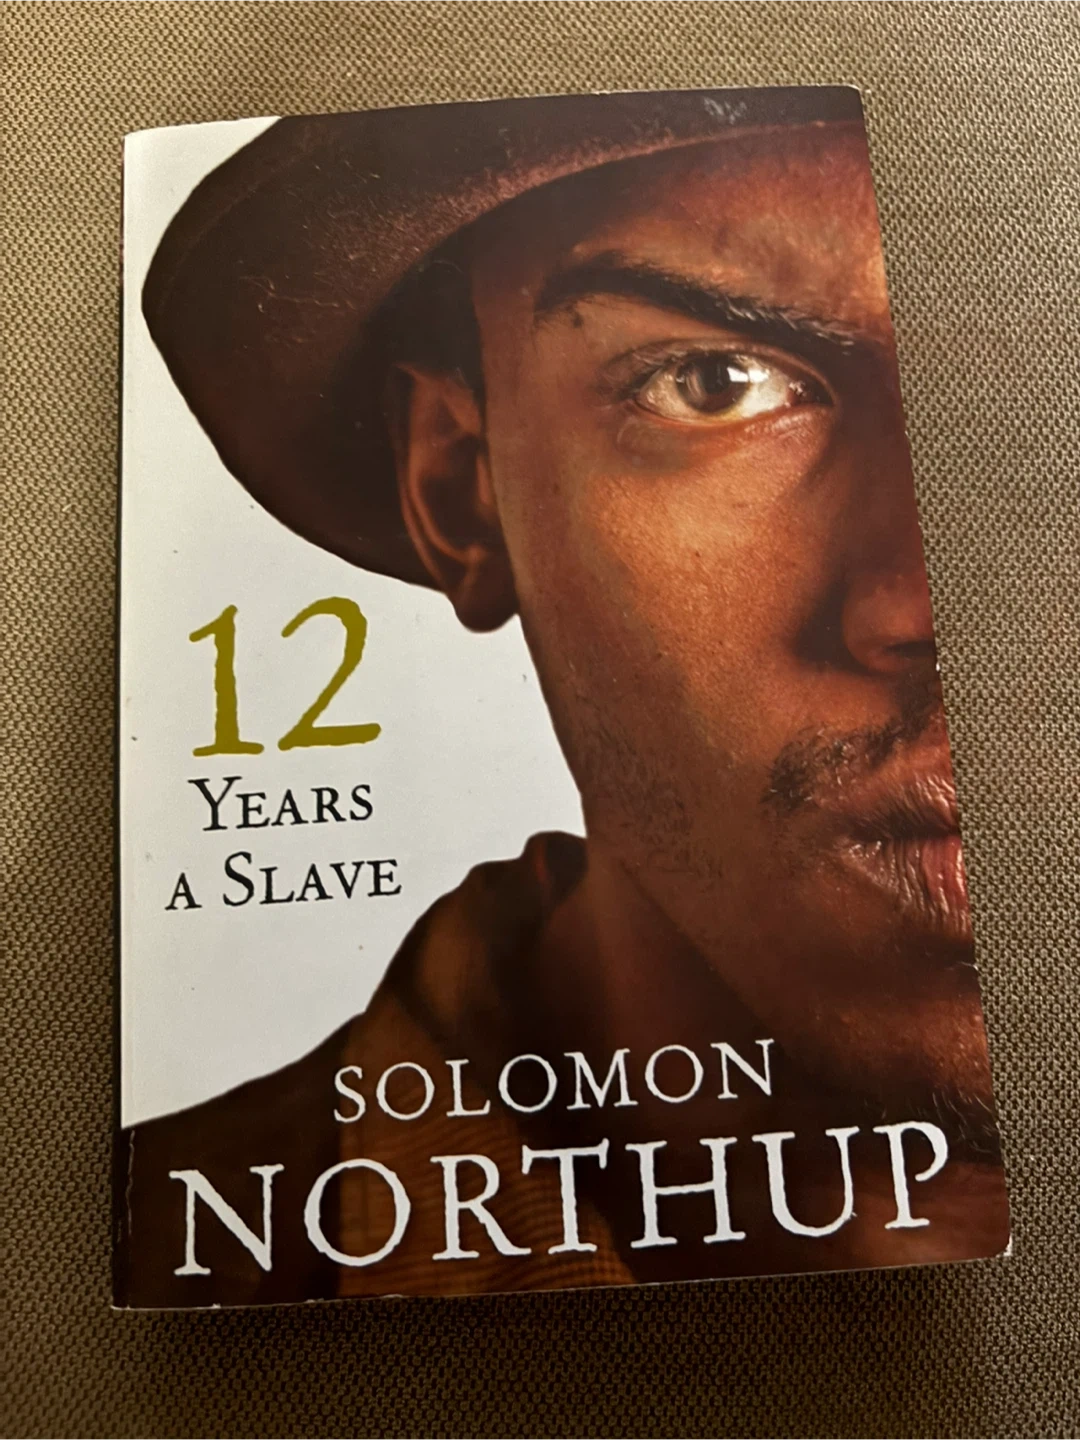 12
YEARS
A SLAVE
SOLOMON
NORTHUP